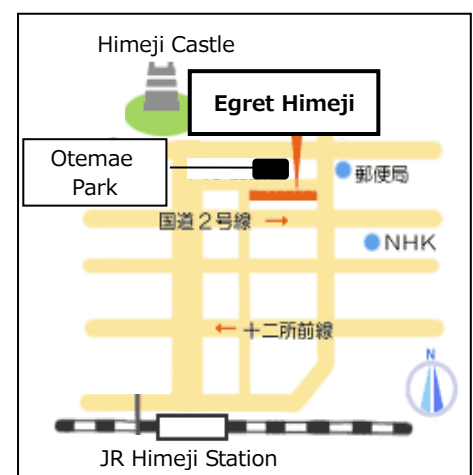 Himeji Castle
Egret Himeji
Otemae
Park
郵便局
国道2号線 →
NHK
← 十二所前線
N
JR Himeji Station